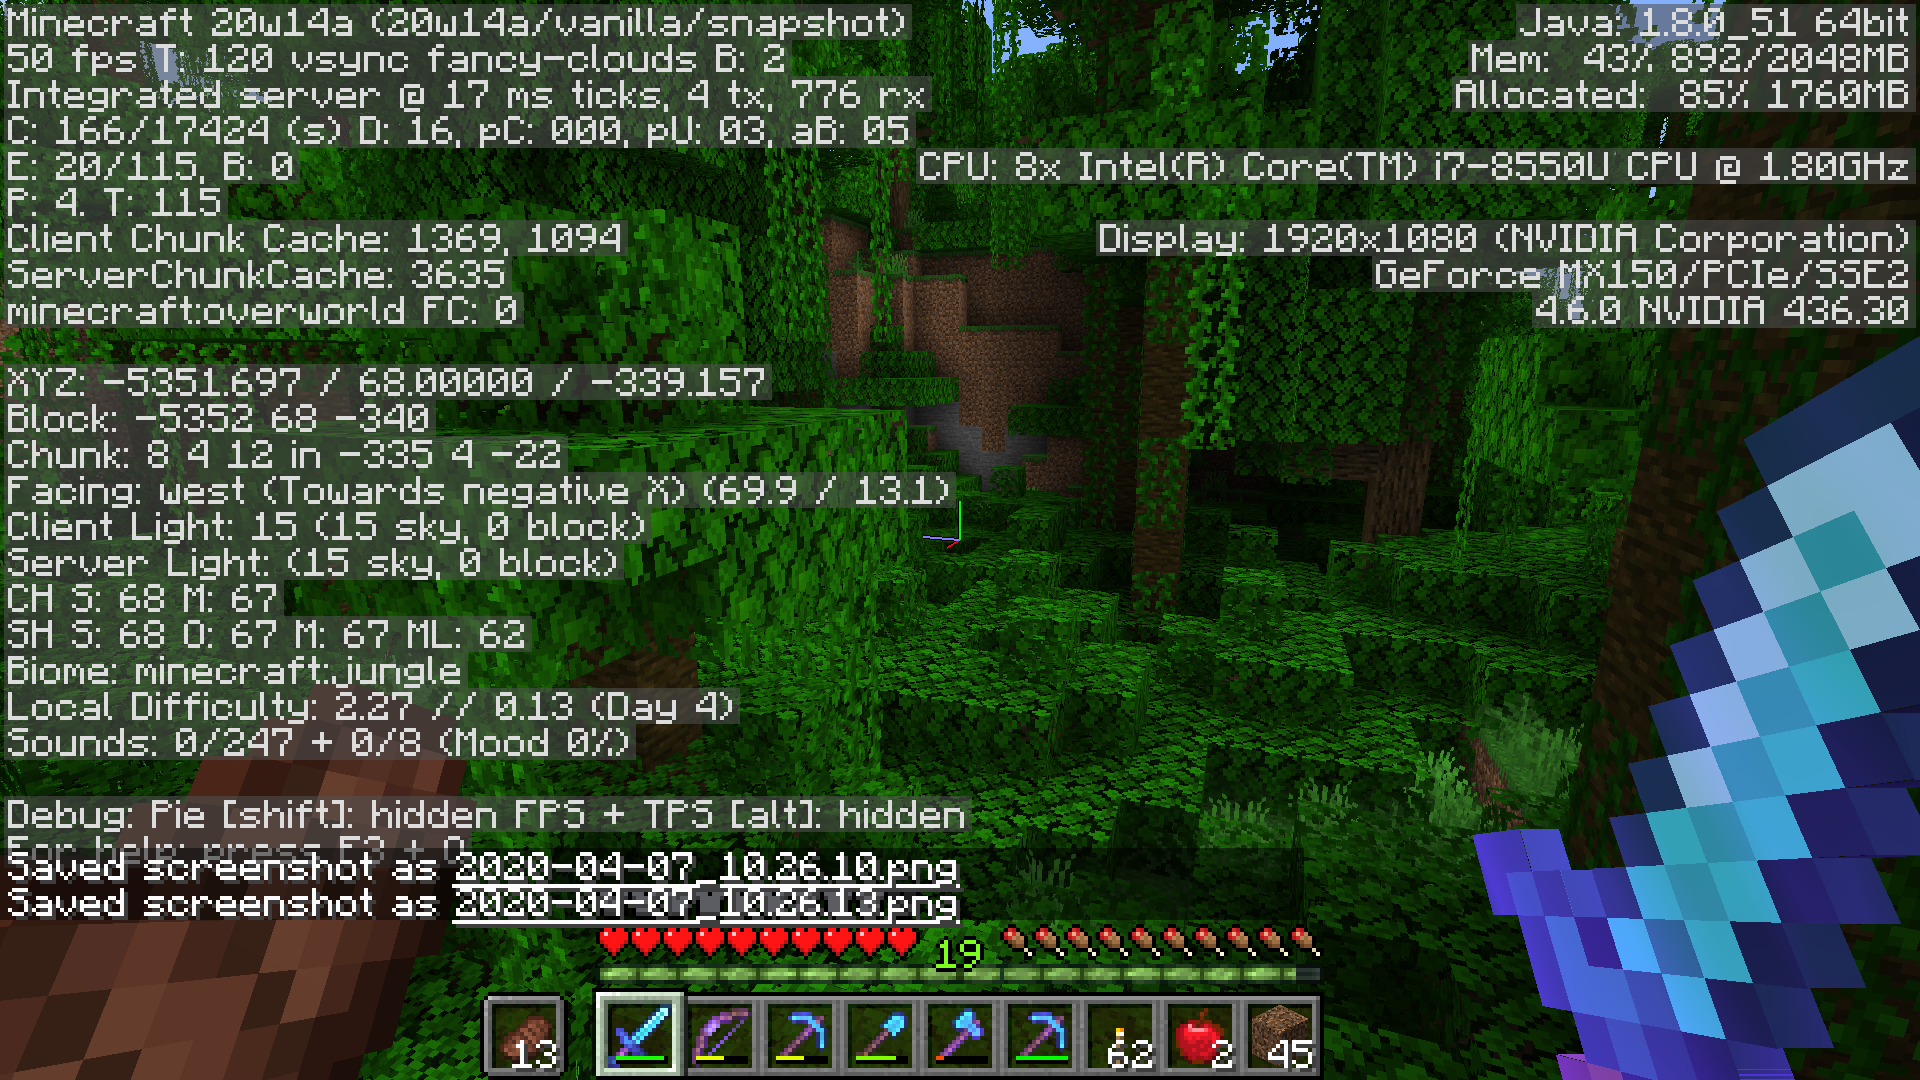 Minecraft 20w14a (20w14a/vanilla/snapshot)
50 fps T: 120 vsync fancy-clouds B: 2
Integrated server @ 17 ms ticks, 4 tx, 776 rx
C: 166/17424 (s) D: 16, pC: 000, pU: 03, aB: 05
E: 20/115, B: 0
P: 4. T: 115
Client Chunk Cache: 1369, 1094
ServerChunkCache: 3635
minecraft:overworld FC: 0
XYZ: -5351.697 / 68.00000 / -339.157
Block: -5352 68 -340
Chunk: 8 4 12 in -335 4 -22
Facing: west (Towards negative X) (69.9 / 13.1)
Client Light: 15 (15 sky, 0 block)
Server Light: (15 sky, 0 block)
CH S: 68 M: 67
SH S: 68 O: 67 M: 67 ML: 62
Biome: minecraft:jungle
Local Difficulty: 2.27 // 0.13 (Day 4)
Sounds: 0/247 + 0/8 (Mood 0%)
Debug: Pie [shift]: hidden FPS + TPS [alt]: hidden
For help: press F3 + Q
Saved screenshot as 2020-04-07_10.26.10.png
Saved screenshot as 2020-04-07_10.26.13.png
Java: 1.8.0_51 64bit
Mem: 43% 892/2048MB
Allocated: 85% 1760MB
CPU: 8x Intel(R) Core(TM) i7-8550U CPU @ 1.80GHz
Display: 1920x1080 (NVIDIA Corporation)
GeForce MX150/PCIe/SSE2
4.6.0 NVIDIA 436.30
19
13
62
2
45